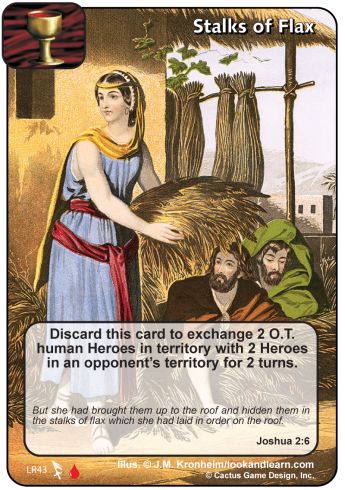 Stalks of Flax
Discard this card to exchange 2 O.T.
human Heroes in territory with 2 Heroes
in an opponent's territory for 2 turns.
But she had brought them up to the roof and hidden them in
the stalks of flax which she had laid in order on the roof.
Joshua 2:6
LR43
Illus. © J.M. Kronheim/lookandlearn.com
© Cactus Game Design, Inc.